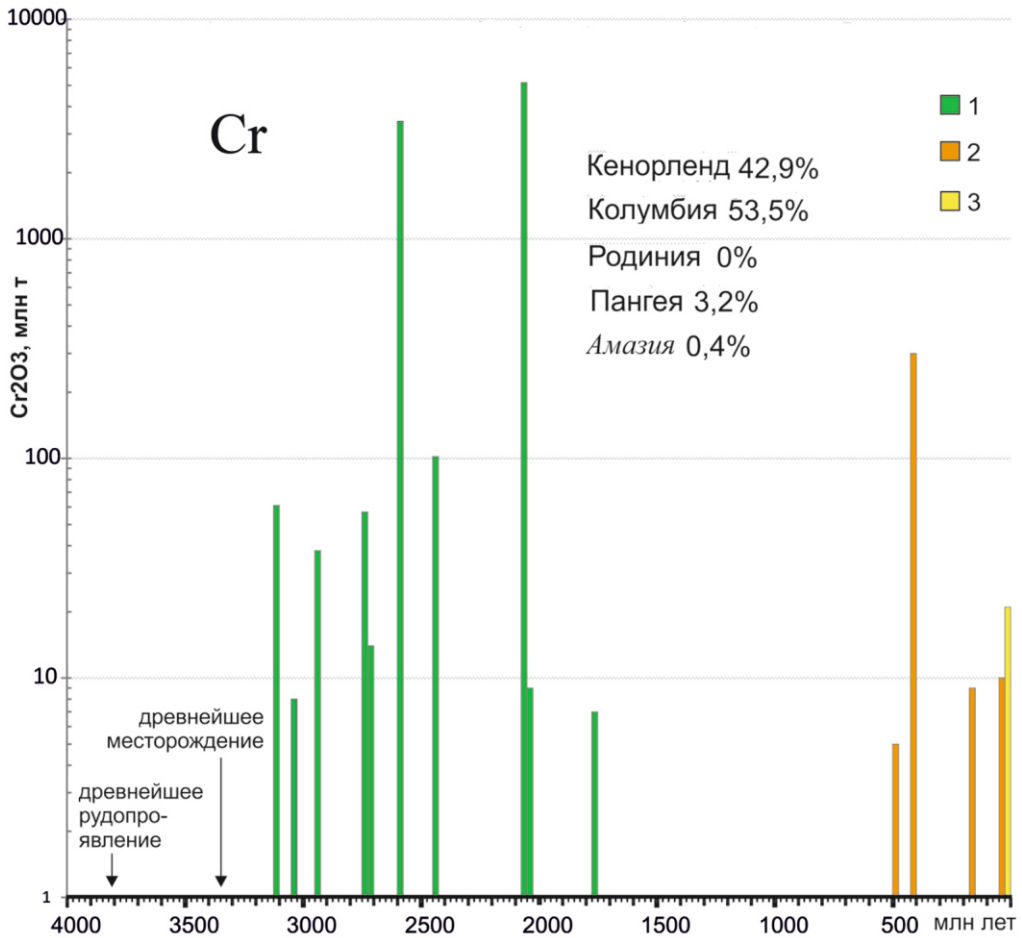 10000
1000
100
10
1
Cr2O3, млн т
Cr
1
2
3
Кенорленд 42,9%
Колумбия 53,5%
Родиния 0%
Пангея 3,2%
Амазия 0,4%
древнейшее
месторождение
древнейшее
рудопро-
явление
4000 3500 3000 2500 2000 1500 1000 500 млн лет